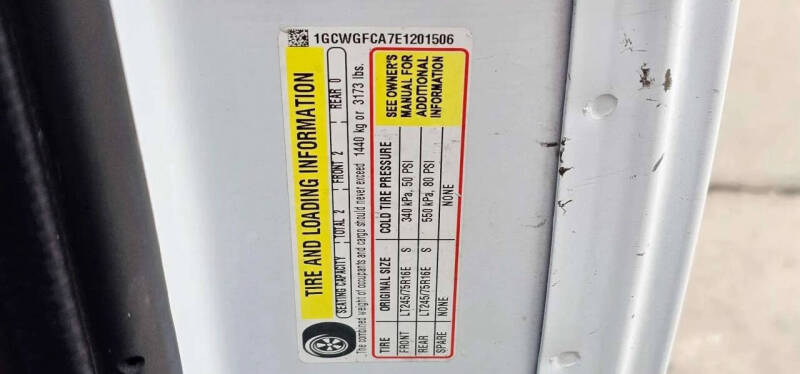 1GCWGFCA7E1201506
TIRE AND LOADING INFORMATION
SEATING CAPACITY TOTAL 2 FRONT 2 REAR 0
The combined weight of occupants and cargo should never exceed 1440 kg or 3173 lbs.
TIRE ORIGINAL SIZE COLD TIRE PRESSURE
FRONT LT245/75R16E S 340 kPa, 50 PSI
REAR LT245/75R16E S 550 kPa, 80 PSI
SPARE NONE NONE
SEE OWNER'S
MANUAL FOR
ADDITIONAL
INFORMATION